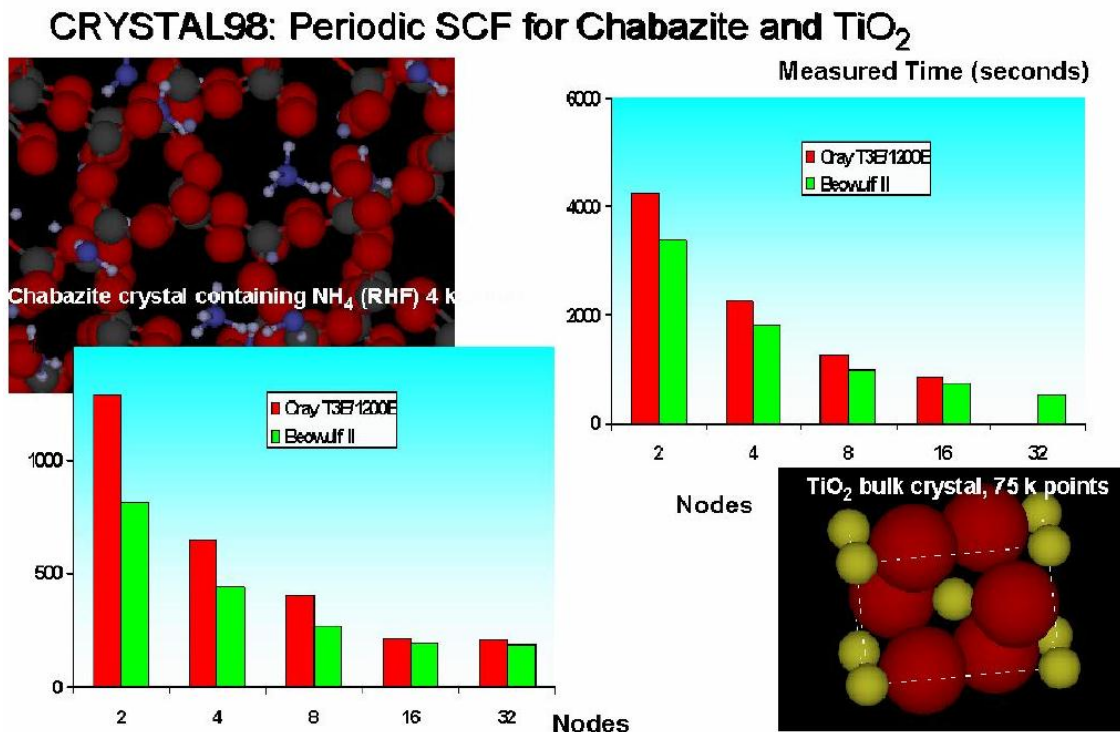 CRYSTAL98: Periodic SCF for Chabazite and TiO₂
Measured Time (seconds)
6000
4000
2000
0
Cray T3E/1200E
Beowulf II
2 4 8 16 32
Nodes
Chabazite crystal containing NH₄ (RHF) 4 k
1000
500
0
Cray T3E/1200E
Beowulf II
2 4 8 16 32
Nodes
TiO₂ bulk crystal, 75 k points